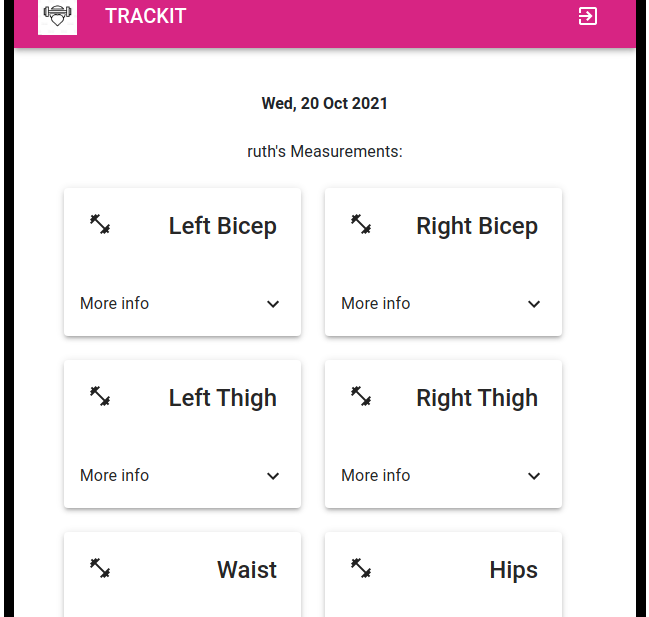 TRACKIT
Wed, 20 Oct 2021
ruth's Measurements:
Left Bicep
Right Bicep
More info
More info
Left Thigh
Right Thigh
More info
More info
Waist
Hips